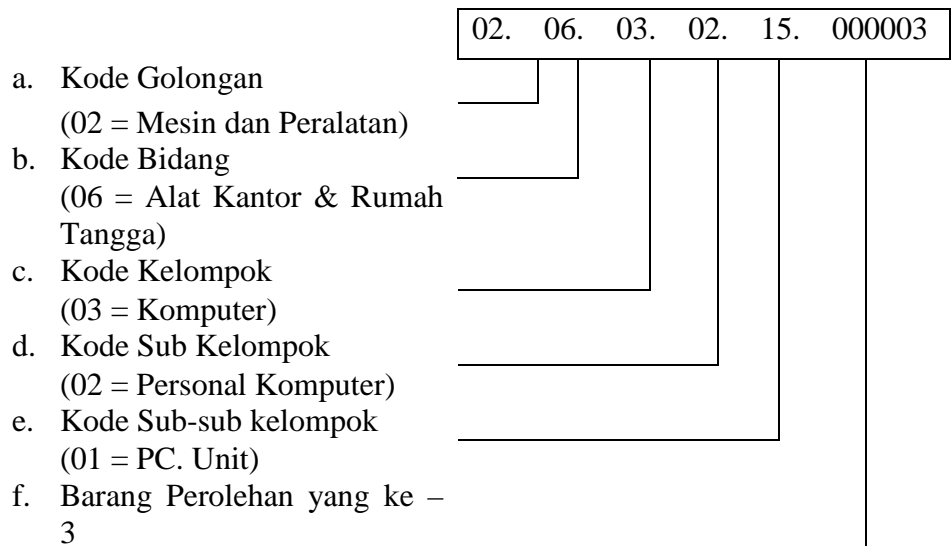 02. 06. 03. 02. 15. 000003
a. Kode Golongan
(02 = Mesin dan Peralatan)
b. Kode Bidang
(06 = Alat Kantor & Rumah
Tangga)
c. Kode Kelompok
(03 = Komputer)
d. Kode Sub Kelompok
(02 = Personal Komputer)
e. Kode Sub-sub kelompok
(01 = PC. Unit)
f. Barang Perolehan yang ke –
3